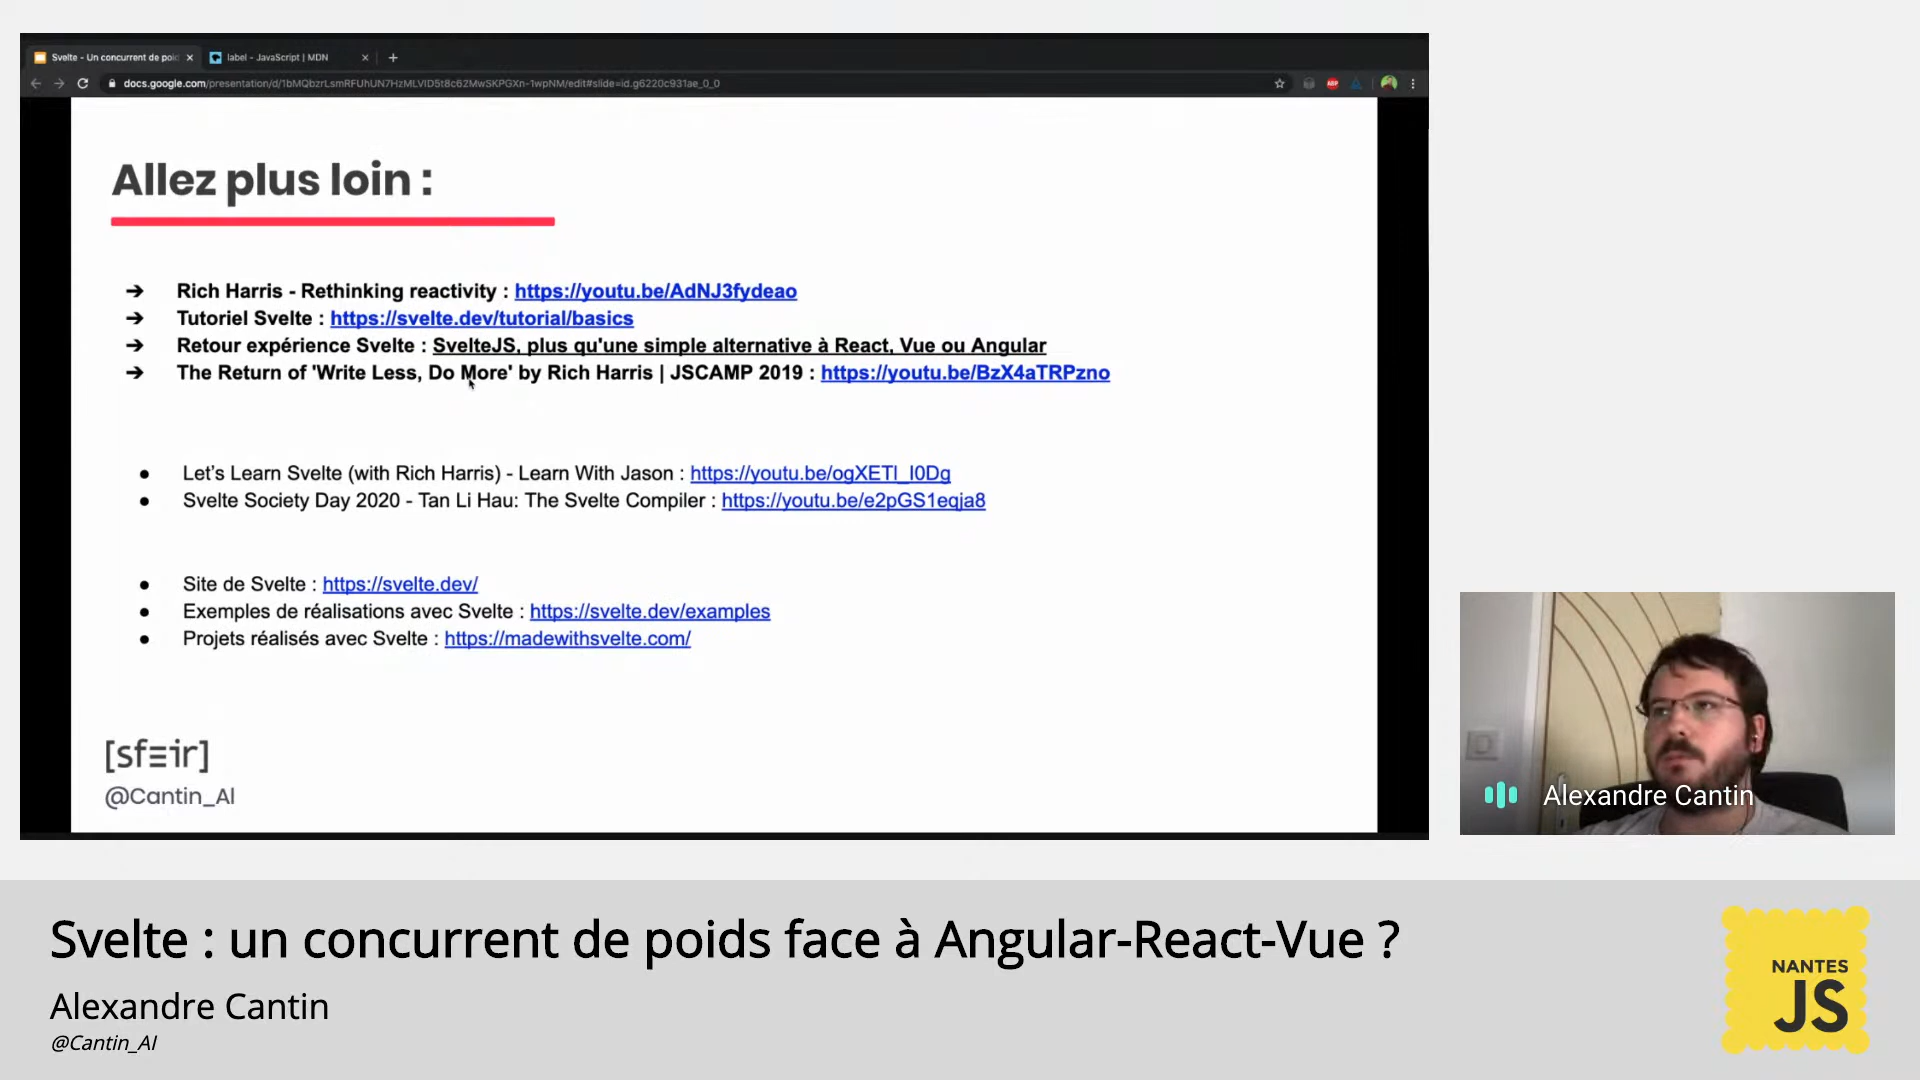 Svelte - Un concurrent de poid
label - JavaScript | MDN
docs.google.com/presentation/d/1bMQbzrLsmRFUhUN7HzMLVID5t8c62MwSKPGXn-1wpNM/edit#slide=id.g6220c931ae_0_0
Allez plus loin :
➔ Rich Harris - Rethinking reactivity : https://youtu.be/AdNJ3fydeao
➔ Tutoriel Svelte : https://svelte.dev/tutorial/basics
➔ Retour expérience Svelte : SvelteJS, plus qu'une simple alternative à React, Vue ou Angular
➔ The Return of 'Write Less, Do More' by Rich Harris | JSCAMP 2019 : https://youtu.be/BzX4aTRPzno
● Let's Learn Svelte (with Rich Harris) - Learn With Jason : https://youtu.be/ogXETl_I0Dg
● Svelte Society Day 2020 - Tan Li Hau: The Svelte Compiler : https://youtu.be/e2pGS1eqja8
● Site de Svelte : https://svelte.dev/
● Exemples de réalisations avec Svelte : https://svelte.dev/examples
● Projets réalisés avec Svelte : https://madewithsvelte.com/
[sfeir]
@Cantin_Al
Alexandre Cantin
Svelte : un concurrent de poids face à Angular-React-Vue ?
Alexandre Cantin
@Cantin_Al
NANTES
JS